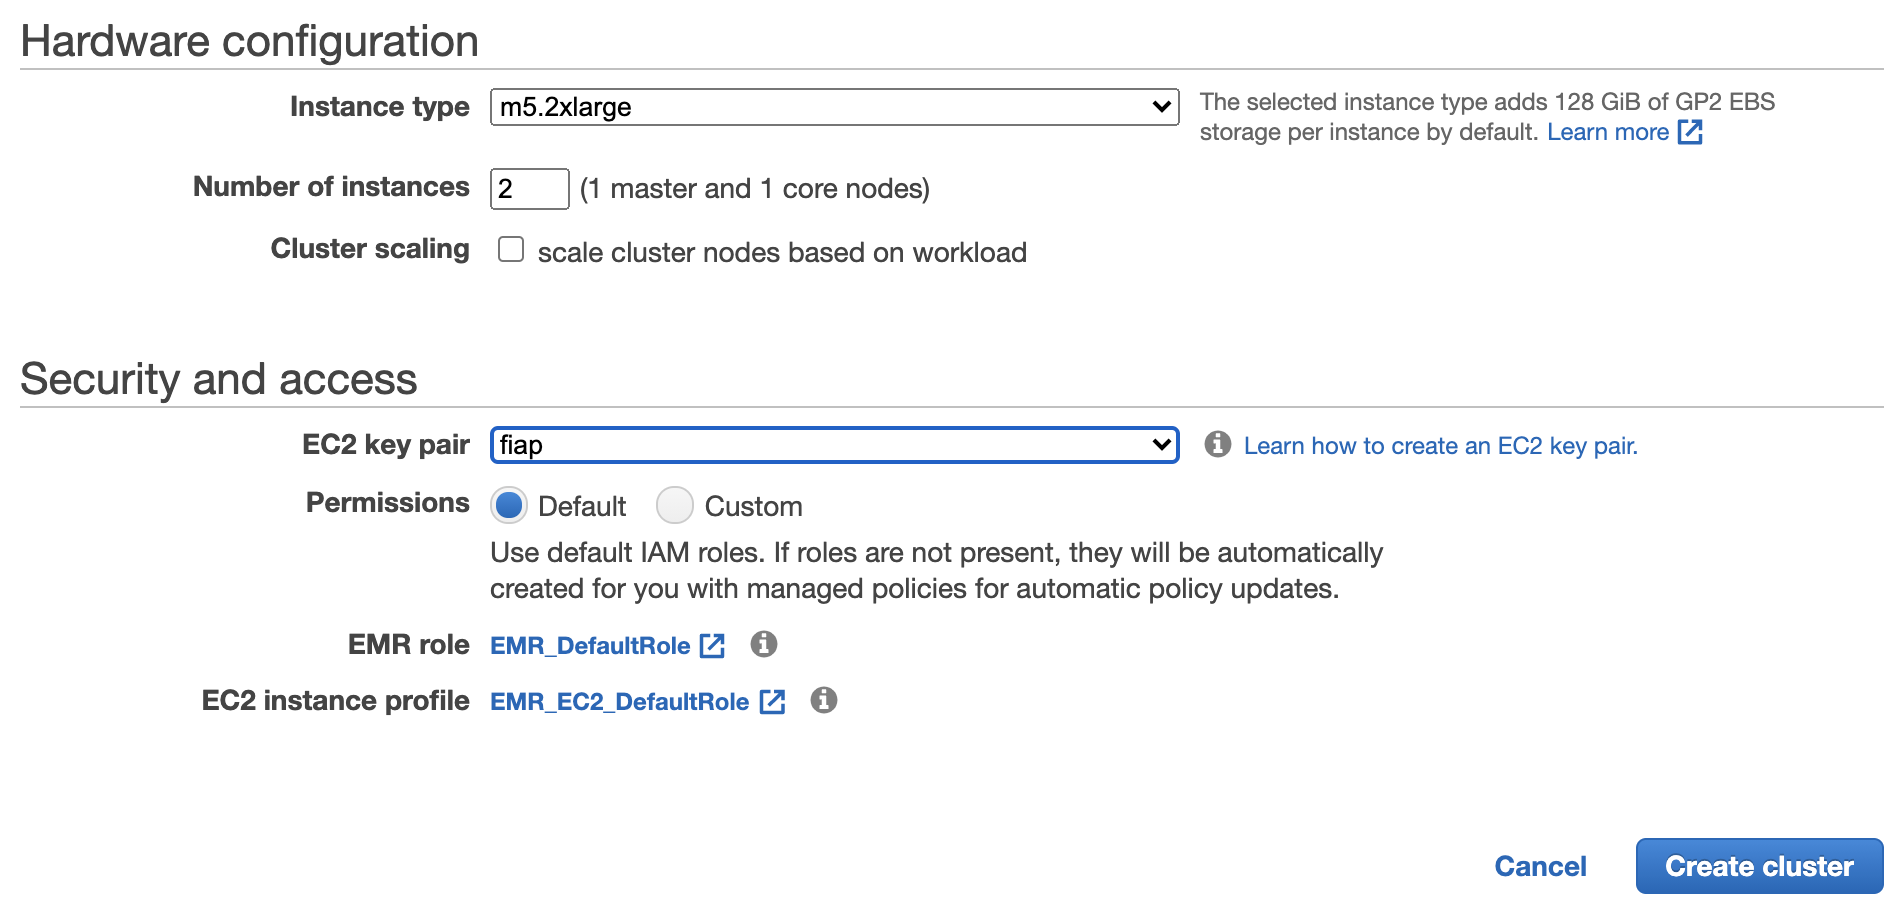 Hardware configuration
Instance type m5.2xlarge The selected instance type adds 128 GiB of GP2 EBS
storage per instance by default. Learn more
Number of instances 2 (1 master and 1 core nodes)
Cluster scaling scale cluster nodes based on workload
Security and access
EC2 key pair fiap Learn how to create an EC2 key pair.
Permissions Default Custom
Use default IAM roles. If roles are not present, they will be automatically
created for you with managed policies for automatic policy updates.
EMR role EMR_DefaultRole
EC2 instance profile EMR_EC2_DefaultRole
Cancel Create cluster